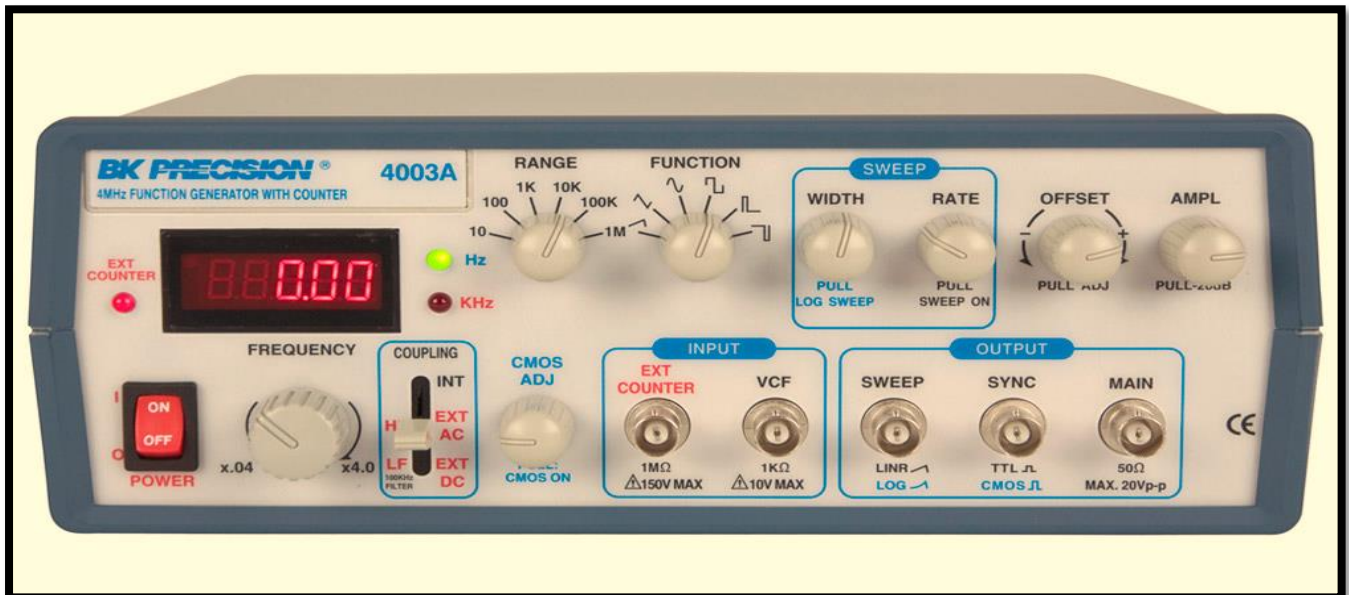 BK PRECISION ®
4003A
4MHz FUNCTION GENERATOR WITH COUNTER
RANGE
10
100
1K
10K
100K
1M
FUNCTION
SWEEP
WIDTH
RATE
PULL
LOG SWEEP
PULL
SWEEP ON
OFFSET
- +
PULL ADJ
AMPL
PULL-20dB
EXT
COUNTER
0.00
Hz
KHz
I
ON
OFF
POWER
FREQUENCY
x.04
x4.0
COUPLING
INT
EXT
AC
LF
100KHz
FILTER
EXT
DC
CMOS
ADJ
CMOS ON
INPUT
EXT
COUNTER
1MΩ
150V MAX
VCF
1KΩ
10V MAX
OUTPUT
SWEEP
LINR
LOG
SYNC
TTL
CMOS
MAIN
50Ω
MAX. 20Vp-p
CE